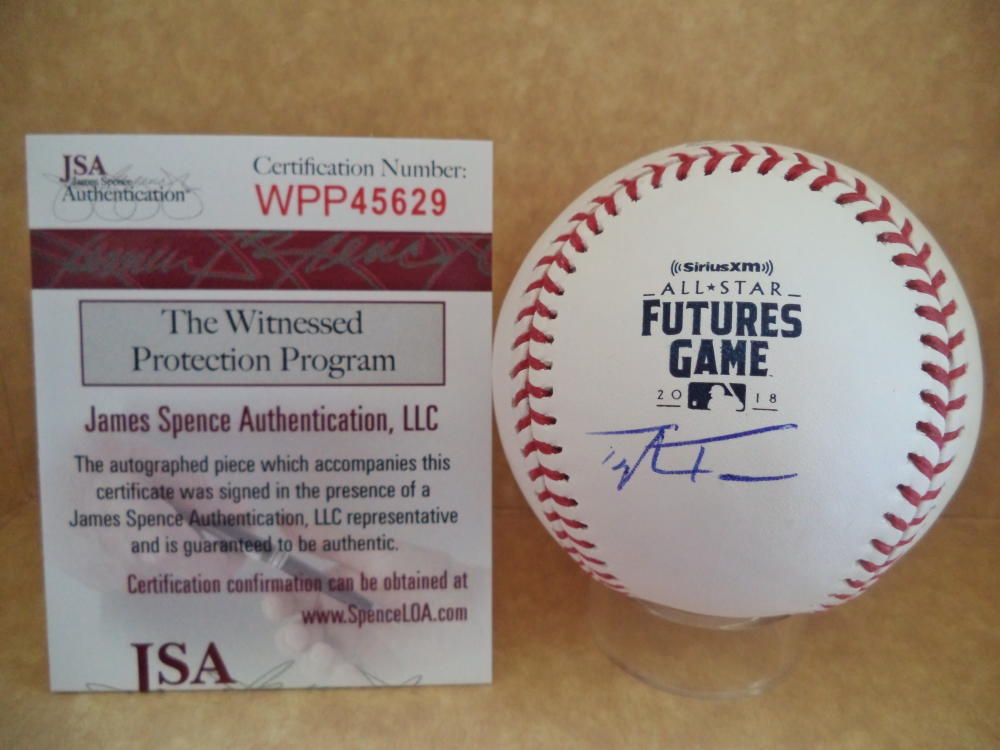 JSA
James Spence
Authentication
Certification Number:
WPP45629
The Witnessed
Protection Program
James Spence Authentication, LLC
The autographed piece which accompanies this
certificate was signed in the presence of a
James Spence Authentication, LLC representative
and is guaranteed to be authentic.
Certification confirmation can be obtained at
www.SpenceLOA.com
JSA
((SiriusXM))
ALL★STAR
FUTURES
GAME
20 18